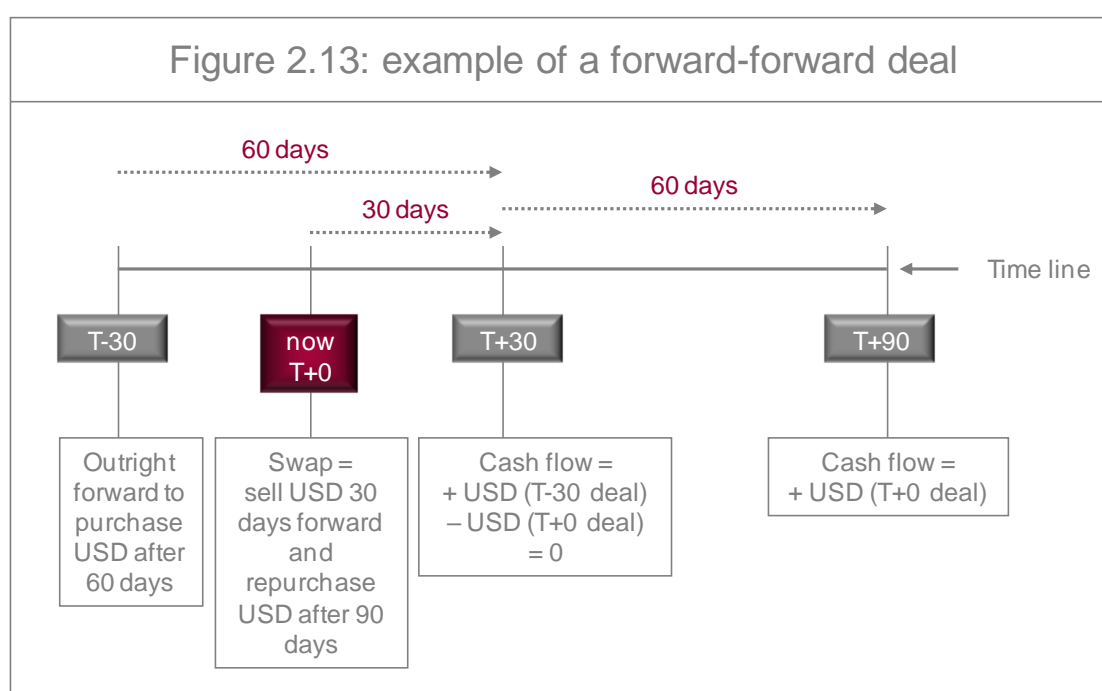 Figure 2.13: example of a forward-forward deal
60 days
60 days
30 days
Time line
T-30
now
T+0
T+30
T+90
Outright
forward to
purchase
USD after
60 days
Swap =
sell USD 30
days forward
and
repurchase
USD after 90
days
Cash flow =
+ USD (T-30 deal)
– USD (T+0 deal)
= 0
Cash flow =
+ USD (T+0 deal)